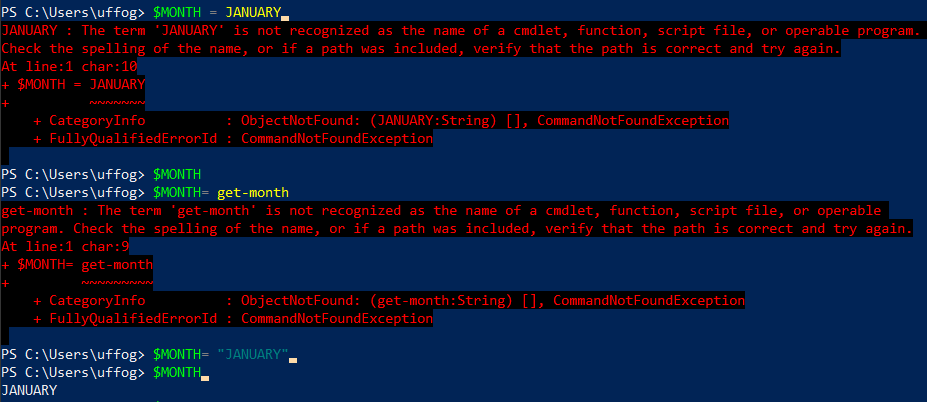 PS C:\Users\uffog> $MONTH = JANUARY
JANUARY : The term 'JANUARY' is not recognized as the name of a cmdlet, function, script file, or operable program.
Check the spelling of the name, or if a path was included, verify that the path is correct and try again.
At line:1 char:10
+ $MONTH = JANUARY
+          ~~~~~~~
    + CategoryInfo          : ObjectNotFound: (JANUARY:String) [], CommandNotFoundException
    + FullyQualifiedErrorId : CommandNotFoundException
PS C:\Users\uffog> $MONTH
PS C:\Users\uffog> $MONTH= get-month
get-month : The term 'get-month' is not recognized as the name of a cmdlet, function, script file, or operable
program. Check the spelling of the name, or if a path was included, verify that the path is correct and try again.
At line:1 char:9
+ $MONTH= get-month
+         ~~~~~~~~~
    + CategoryInfo          : ObjectNotFound: (get-month:String) [], CommandNotFoundException
    + FullyQualifiedErrorId : CommandNotFoundException
PS C:\Users\uffog> $MONTH= "JANUARY"
PS C:\Users\uffog> $MONTH
JANUARY